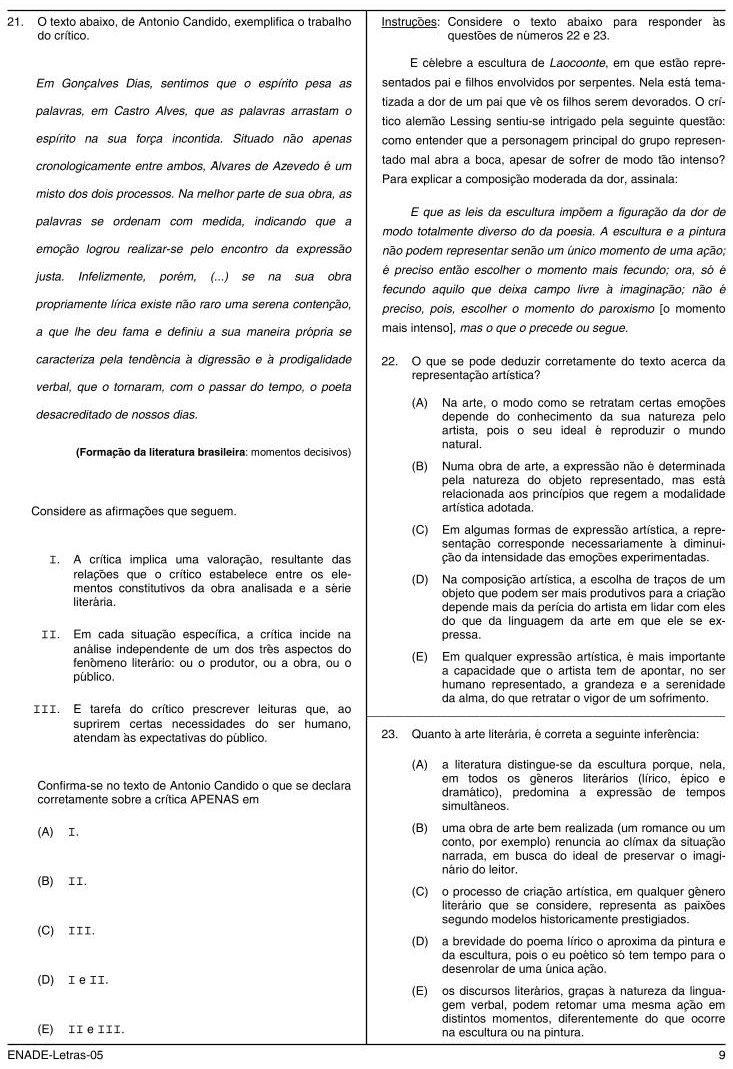 21. O texto abaixo, de Antonio Candido, exemplifica o trabalho
do crítico.
Em Gonçalves Dias, sentimos que o espírito pesa as
palavras, em Castro Alves, que as palavras arrastam o
espírito na sua força incontida. Situado não apenas
cronologicamente entre ambos, Álvares de Azevedo é um
misto dos dois processos. Na melhor parte de sua obra, as
palavras se ordenam com medida, indicando que a
emoção logrou realizar-se pelo encontro da expressão
justa. Infelizmente, porém, (...) se na sua obra
propriamente lírica existe não raro uma serena contenção,
a que lhe deu fama e definiu a sua maneira própria se
caracteriza pela tendência à digressão e à prodigalidade
verbal, que o tornaram, com o passar do tempo, o poeta
desacreditado de nossos dias.
(Formação da literatura brasileira: momentos decisivos)
Considere as afirmações que seguem.
I. A crítica implica uma valoração, resultante das
relações que o crítico estabelece entre os ele-
mentos constitutivos da obra analisada e a série
literária.
II. Em cada situação específica, a crítica incide na
análise independente de um dos três aspectos do
fenômeno literário: ou o produtor, ou a obra, ou o
público.
III. É tarefa do crítico prescrever leituras que, ao
suprirem certas necessidades do ser humano,
atendam às expectativas do público.
Confirma-se no texto de Antonio Candido o que se declara
corretamente sobre a crítica APENAS em
(A) I.
(B) II.
(C) III.
(D) I e II.
(E) II e III.
Instruções: Considere o texto abaixo para responder às
questões de números 22 e 23.
É célebre a escultura de Laocoonte, em que estão repre-
sentados pai e filhos envolvidos por serpentes. Nela está tema-
tizada a dor de um pai que vê os filhos serem devorados. O crí-
tico alemão Lessing sentiu-se intrigado pela seguinte questão:
como entender que a personagem principal do grupo represen-
tado mal abra a boca, apesar de sofrer de modo tão intenso?
Para explicar a composição moderada da dor, assinala:
É que as leis da escultura impõem a figuração da dor de
modo totalmente diverso do da poesia. A escultura e a pintura
não podem representar senão um único momento de uma ação;
é preciso então escolher o momento mais fecundo; ora, só é
fecundo aquilo que deixa campo livre à imaginação; não é
preciso, pois, escolher o momento do paroxismo [o momento
mais intenso], mas o que o precede ou segue.
22. O que se pode deduzir corretamente do texto acerca da
representação artística?
(A) Na arte, o modo como se retratam certas emoções
depende do conhecimento da sua natureza pelo
artista, pois o seu ideal é reproduzir o mundo
natural.
(B) Numa obra de arte, a expressão não é determinada
pela natureza do objeto representado, mas está
relacionada aos princípios que regem a modalidade
artística adotada.
(C) Em algumas formas de expressão artística, a repre-
sentação corresponde necessariamente à diminui-
ção da intensidade das emoções experimentadas.
(D) Na composição artística, a escolha de traços de um
objeto que podem ser mais produtivos para a criação
depende mais da perícia do artista em lidar com eles
do que da linguagem da arte em que ele se ex-
pressa.
(E) Em qualquer expressão artística, é mais importante
a capacidade que o artista tem de apontar, no ser
humano representado, a grandeza e a serenidade
da alma, do que retratar o vigor de um sofrimento.
23. Quanto à arte literária, é correta a seguinte inferência:
(A) a literatura distingue-se da escultura porque, nela,
em todos os gêneros literários (lírico, épico e
dramático), predomina a expressão de tempos
simultâneos.
(B) uma obra de arte bem realizada (um romance ou um
conto, por exemplo) renuncia ao clímax da situação
narrada, em busca do ideal de preservar o imagi-
nário do leitor.
(C) o processo de criação artística, em qualquer gênero
literário que se considere, representa as paixões
segundo modelos historicamente prestigiados.
(D) a brevidade do poema lírico o aproxima da pintura e
da escultura, pois o eu poético só tem tempo para o
desenrolar de uma única ação.
(E) os discursos literários, graças à natureza da lingua-
gem verbal, podem retomar uma mesma ação em
distintos momentos, diferentemente do que ocorre
na escultura ou na pintura.
ENADE-Letras-05
9